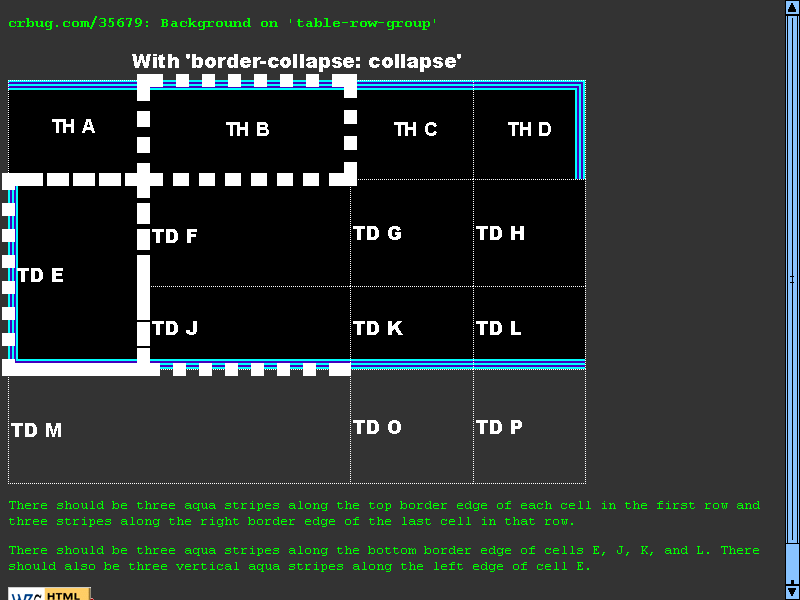 crbug.com/35679: Background on 'table-row-group'
With 'border-collapse: collapse'
TH A TH B TH C TH D
TD F TD G TD H
TD E
TD J TD K TD L
TD M TD O TD P
There should be three aqua stripes along the top border edge of each cell in the first row and
three stripes along the right border edge of the last cell in that row.
There should be three aqua stripes along the bottom border edge of cells E, J, K, and L. There
should also be three vertical aqua stripes along the left edge of cell E.
W3C HTML